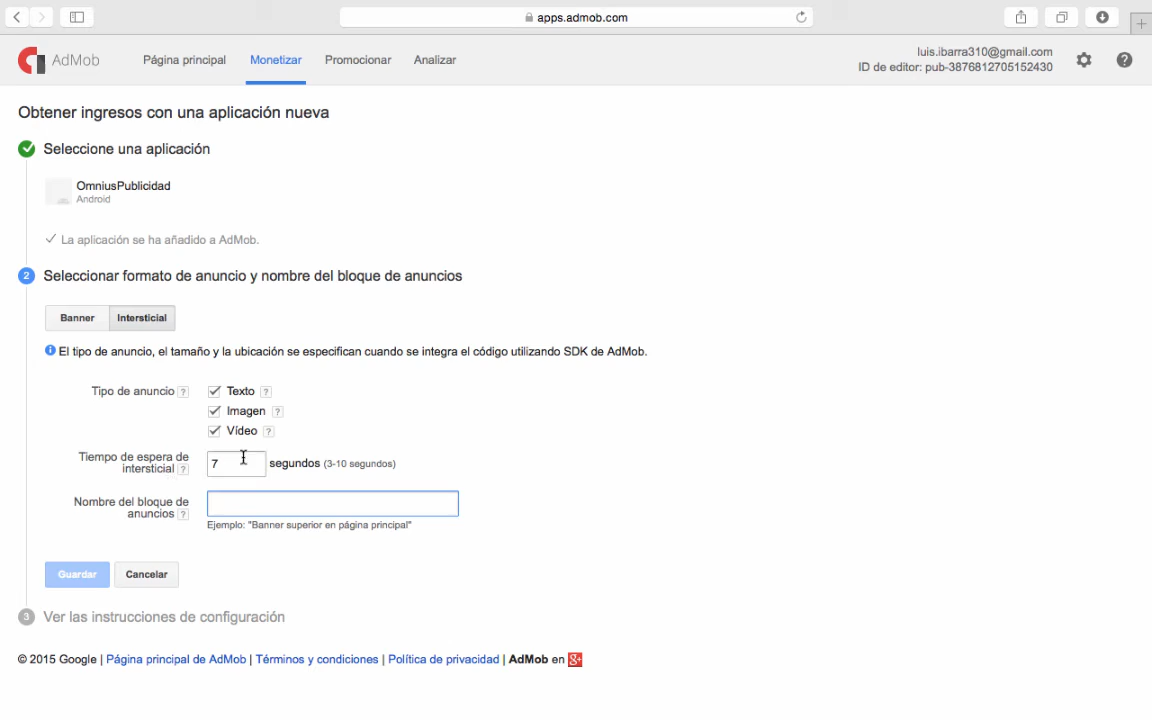 apps.admob.com
AdMob
Página principal
Monetizar
Promocionar
Analizar
luis.ibarra310@gmail.com
ID de editor: pub-3876812705152430
Obtener ingresos con una aplicación nueva
Seleccione una aplicación
OmniusPublicidad
Android
La aplicación se ha añadido a AdMob.
2 Seleccionar formato de anuncio y nombre del bloque de anuncios
Banner
Intersticial
El tipo de anuncio, el tamaño y la ubicación se especifican cuando se integra el código utilizando SDK de AdMob.
Tipo de anuncio ?
Texto ?
Imagen ?
Vídeo ?
Tiempo de espera de
intersticial ?
7
segundos (3-10 segundos)
Nombre del bloque de
anuncios ?
Ejemplo: "Banner superior en página principal"
Guardar
Cancelar
3 Ver las instrucciones de configuración
© 2015 Google | Página principal de AdMob | Términos y condiciones | Política de privacidad | AdMob en g+